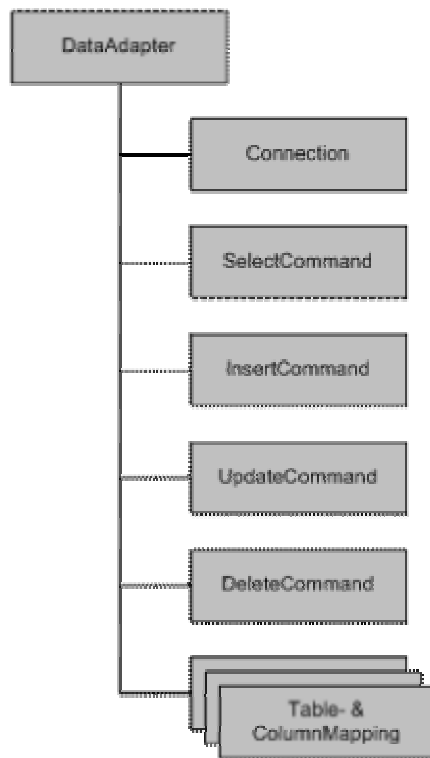 DataAdapter
Connection
SelectCommand
InsertCommand
UpdateCommand
DeleteCommand
Table- &
ColumnMapping